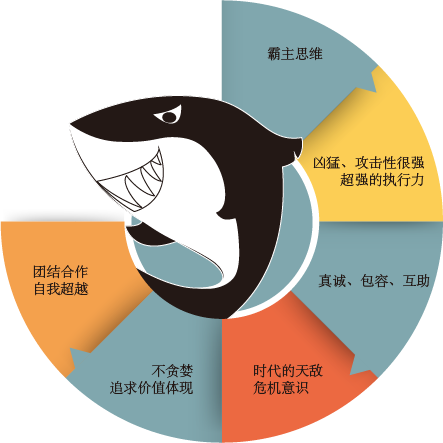 霸主思维
凶猛、攻击性很强
超强的执行力
真诚、包容、互助
时代的天敌
危机意识
不贪婪
追求价值体现
团结合作
自我超越